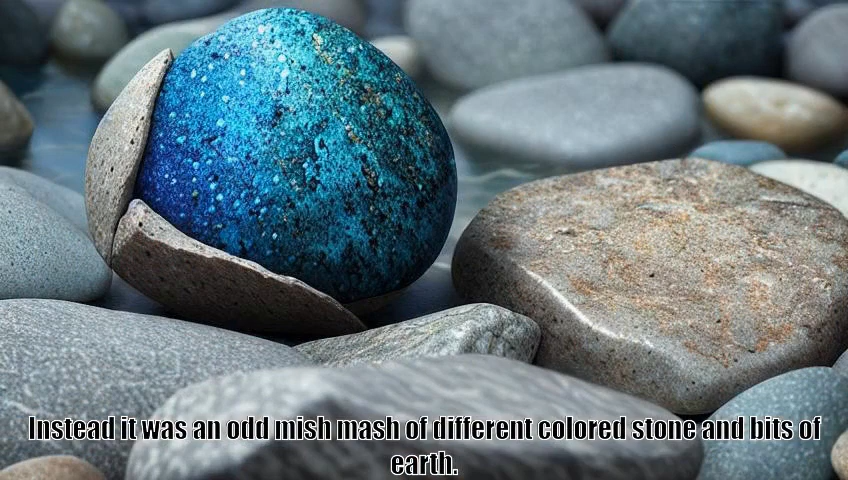 Instead it was an odd mish mash of different colored stone and bits of
earth.